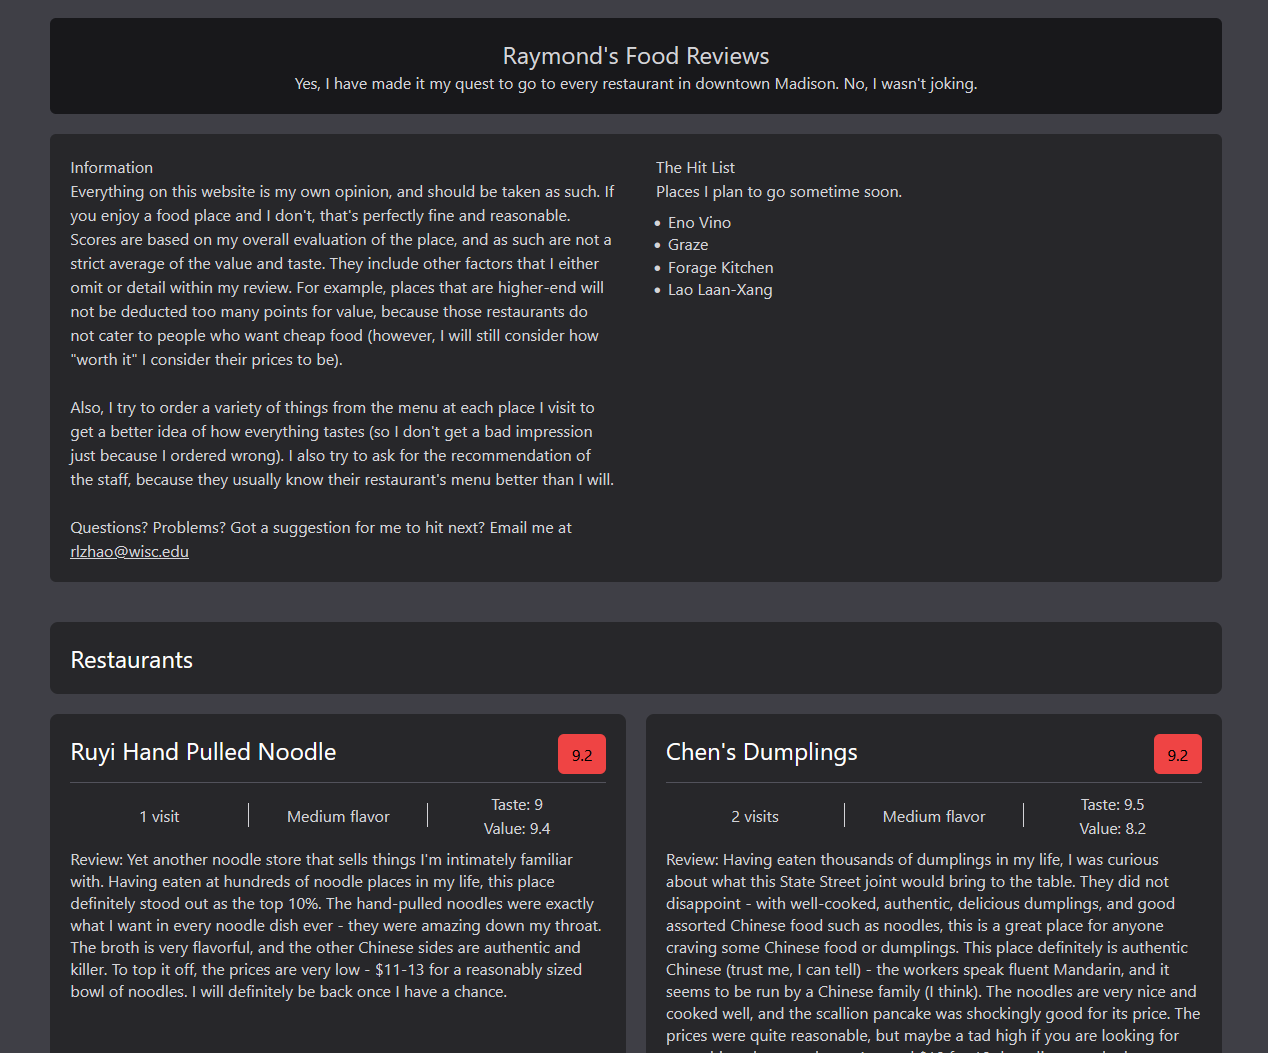 Raymond's Food Reviews
Yes, I have made it my quest to go to every restaurant in downtown Madison. No, I wasn't joking.
Information
Everything on this website is my own opinion, and should be taken as such. If
you enjoy a food place and I don't, that's perfectly fine and reasonable.
Scores are based on my overall evaluation of the place, and as such are not a
strict average of the value and taste. They include other factors that I either
omit or detail within my review. For example, places that are higher-end will
not be deducted too many points for value, because those restaurants do
not cater to people who want cheap food (however, I will still consider how
"worth it" I consider their prices to be).
Also, I try to order a variety of things from the menu at each place I visit to
get a better idea of how everything tastes (so I don't get a bad impression
just because I ordered wrong). I also try to ask for the recommendation of
the staff, because they usually know their restaurant's menu better than I will.
Questions? Problems? Got a suggestion for me to hit next? Email me at
rlzhao@wisc.edu
The Hit List
Places I plan to go sometime soon.
• Eno Vino
• Graze
• Forage Kitchen
• Lao Laan-Xang
Restaurants
Ruyi Hand Pulled Noodle
9.2
1 visit
Medium flavor
Taste: 9
Value: 9.4
Review: Yet another noodle store that sells things I'm intimately familiar
with. Having eaten at hundreds of noodle places in my life, this place
definitely stood out as the top 10%. The hand-pulled noodles were exactly
what I want in every noodle dish ever - they were amazing down my throat.
The broth is very flavorful, and the other Chinese sides are authentic and
killer. To top it off, the prices are very low - $11-13 for a reasonably sized
bowl of noodles. I will definitely be back once I have a chance.
Chen's Dumplings
9.2
2 visits
Medium flavor
Taste: 9.5
Value: 8.2
Review: Having eaten thousands of dumplings in my life, I was curious
about what this State Street joint would bring to the table. They did not
disappoint - with well-cooked, authentic, delicious dumplings, and good
assorted Chinese food such as noodles, this is a great place for anyone
craving some Chinese food or dumplings. This place definitely is authentic
Chinese (trust me, I can tell) - the workers speak fluent Mandarin, and it
seems to be run by a Chinese family (I think). The noodles are very nice and
cooked well, and the scallion pancake was shockingly good for its price. The
prices were quite reasonable, but maybe a tad high if you are looking for